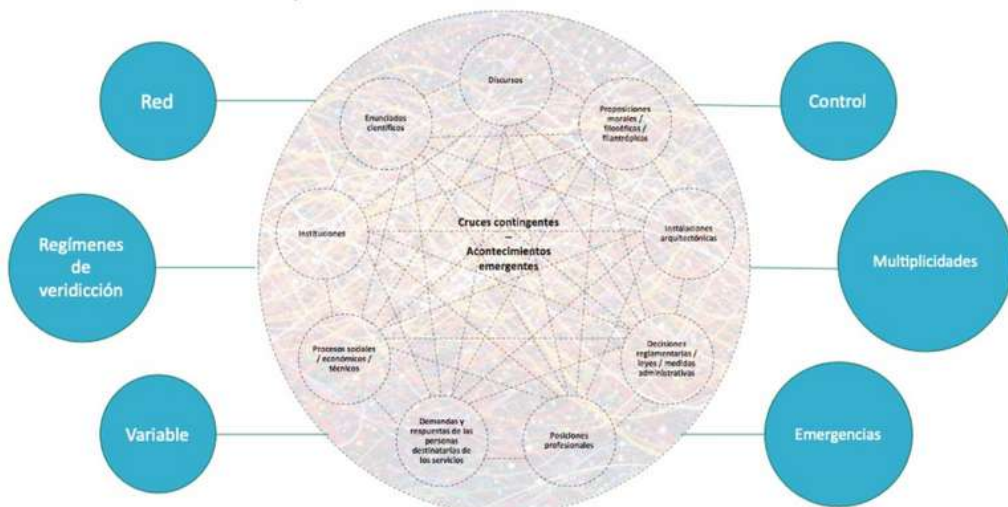 Red
Control
Discursos
Enunciados
científicos
Proposiciones
morales /
filosóficas /
filantrópicas
Regímenes
de
veridicción
Instituciones
Cruces contingentes
–
Acontecimientos
emergentes
Instalaciones
arquitectónicas
Multiplicidades
Procesos sociales
/ económicos /
técnicos
Decisiones
reglamentarias /
leyes / medidas
administrativas
Variable
Demandas y
respuestas de las
personas
destinatarias de
los servicios
Posiciones
profesionales
Emergencias